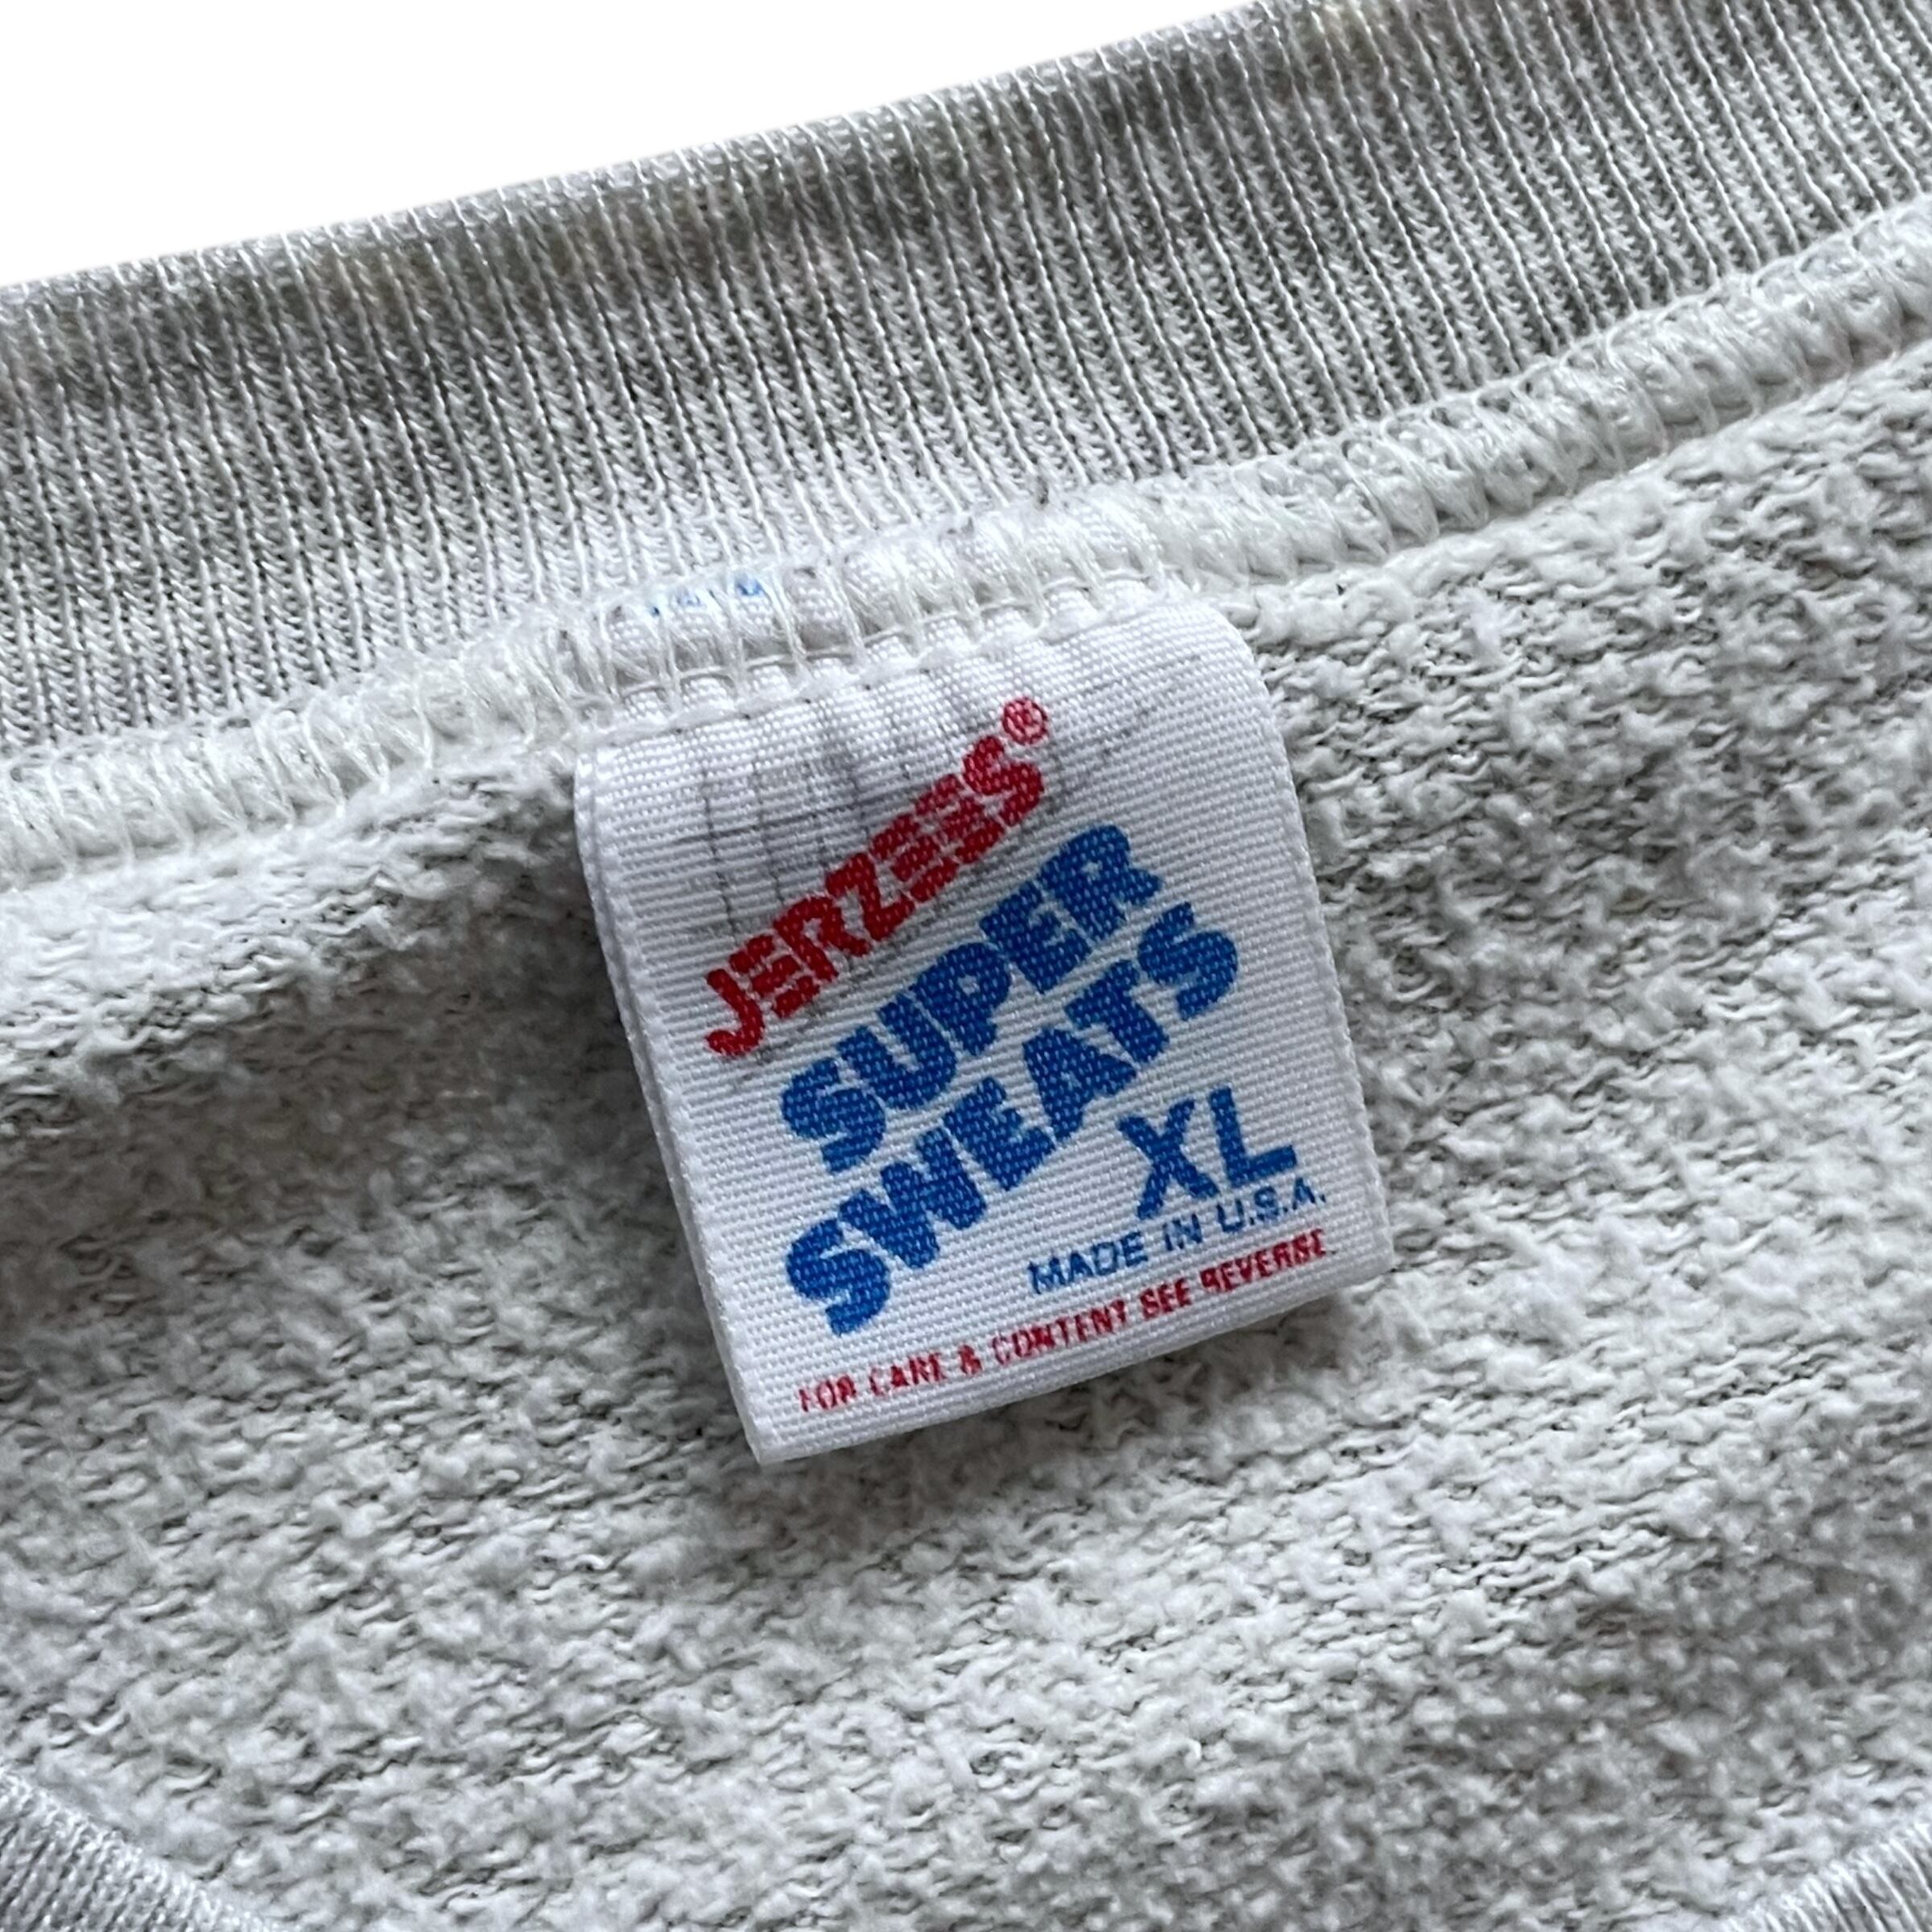 JERZEES®
SUPER
SWEATS
XL
MADE IN U.S.A.
FOR CARE & CONTENT SEE REVERSE